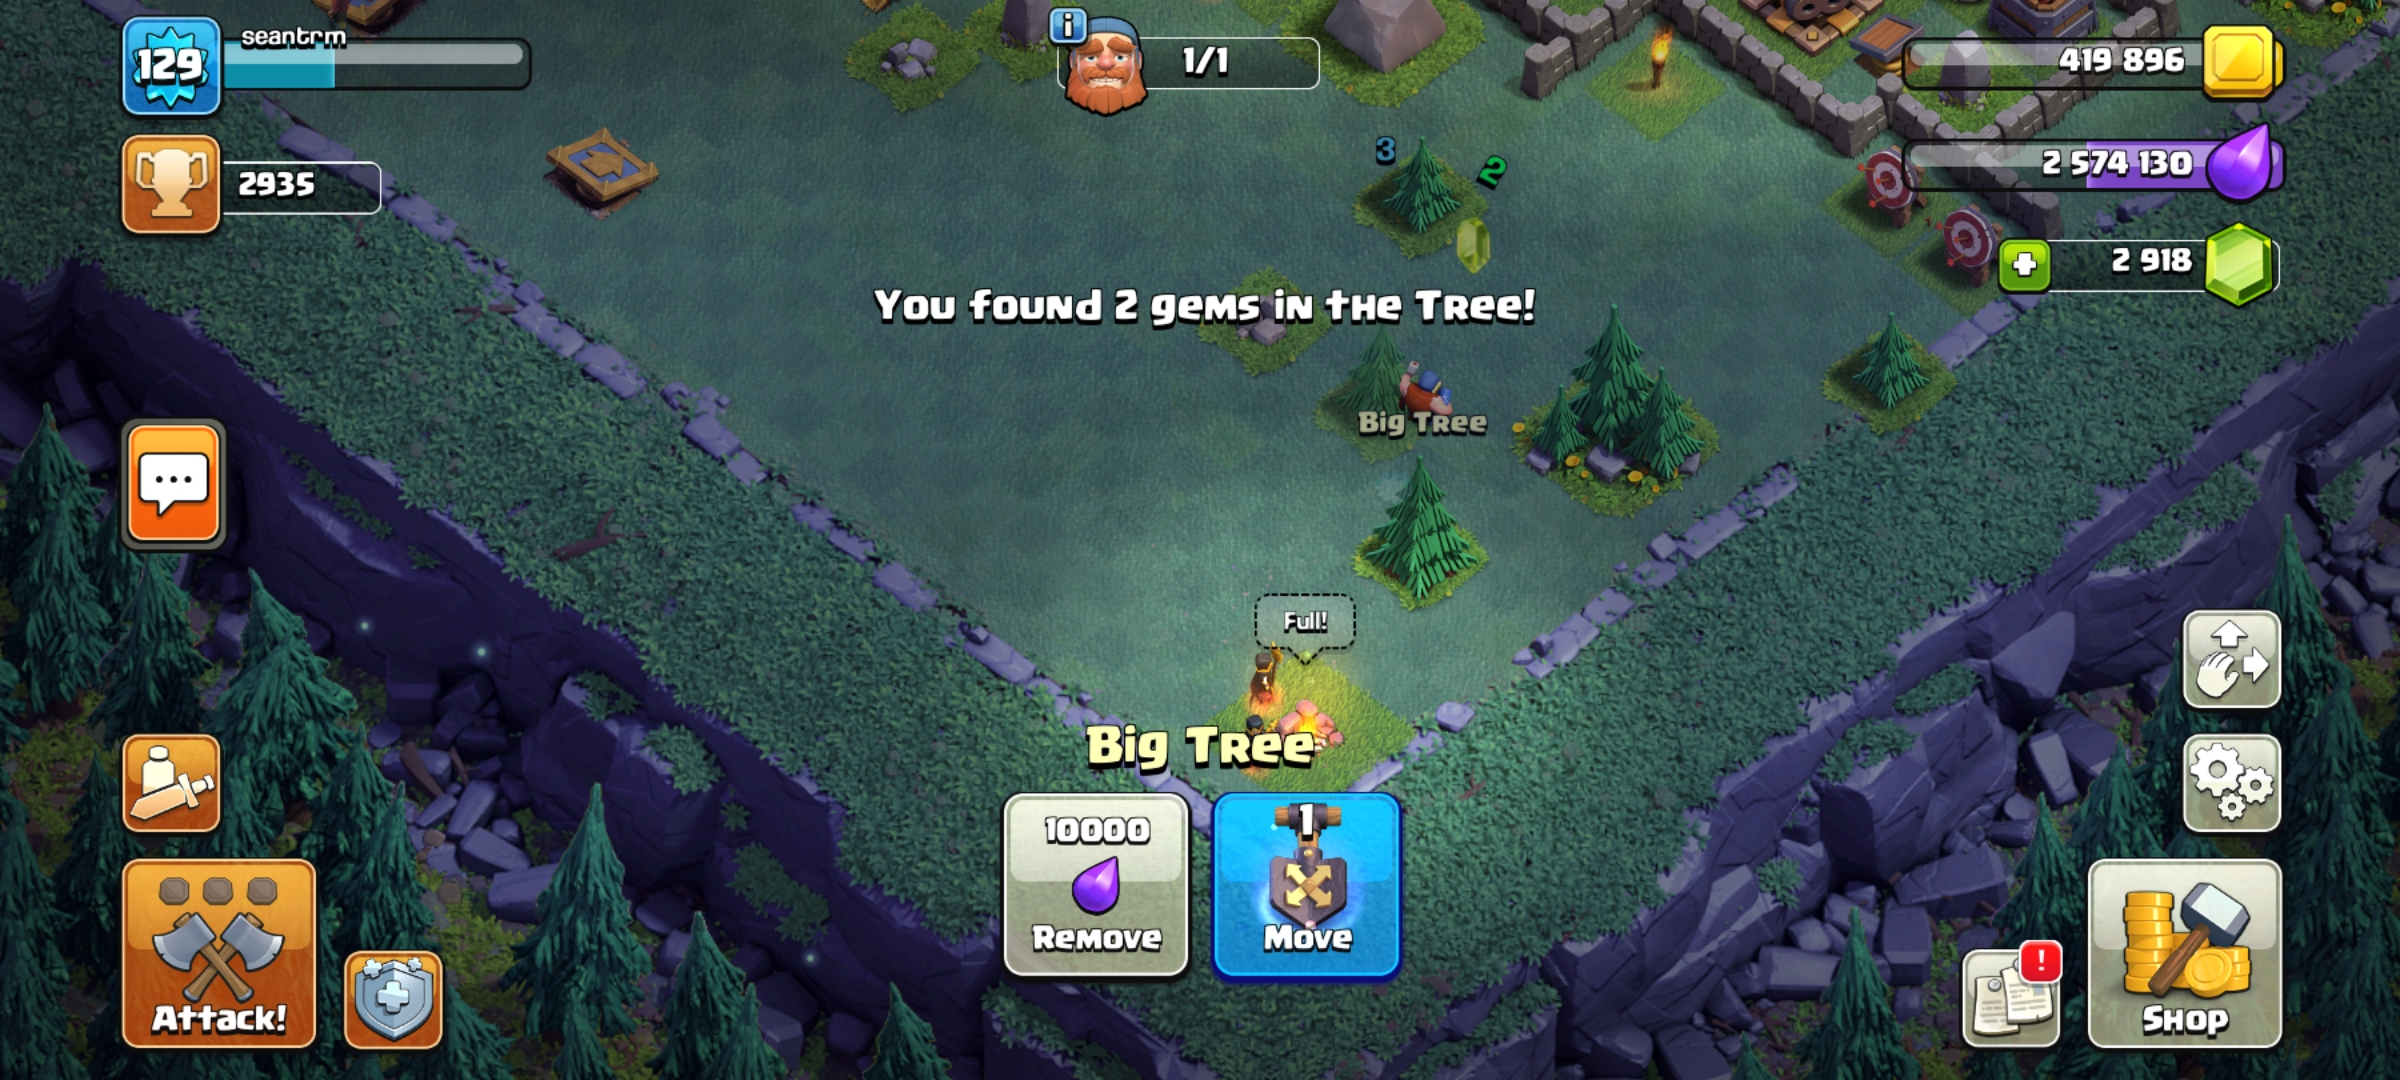 129
seantrm
1/1
419 896
2935
3
2
2 574 130
2 918
You found 2 gems in the Tree!
Big Tree
Full!
Big Tree
10000
Remove
1
Move
Attack!
!
Shop